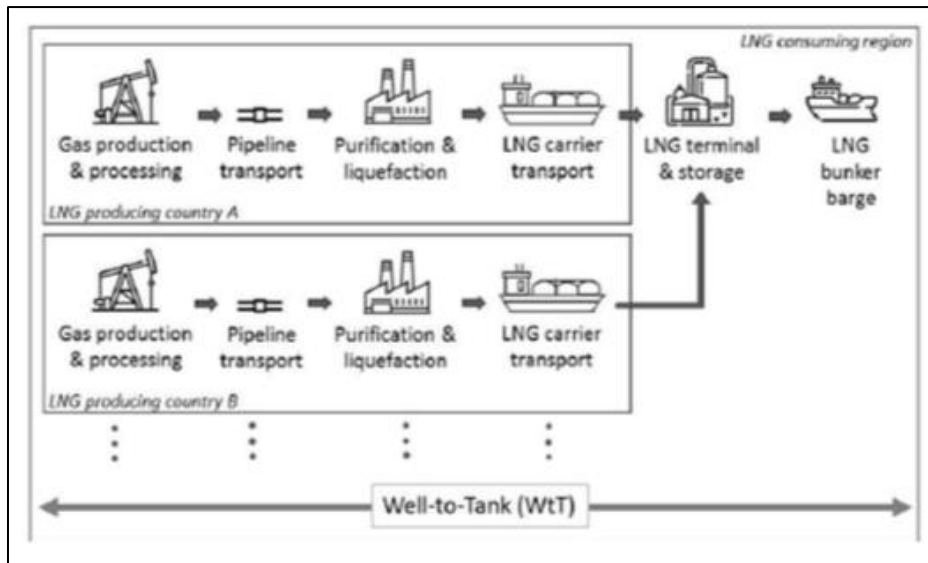 LNG consuming region
Gas production
& processing
Pipeline
transport
Purification &
liquefaction
LNG carrier
transport
LNG terminal
& storage
LNG
bunker
barge
LNG producing country A
Gas production
& processing
Pipeline
transport
Purification &
liquefaction
LNG carrier
transport
LNG producing country B
Well-to-Tank (WtT)